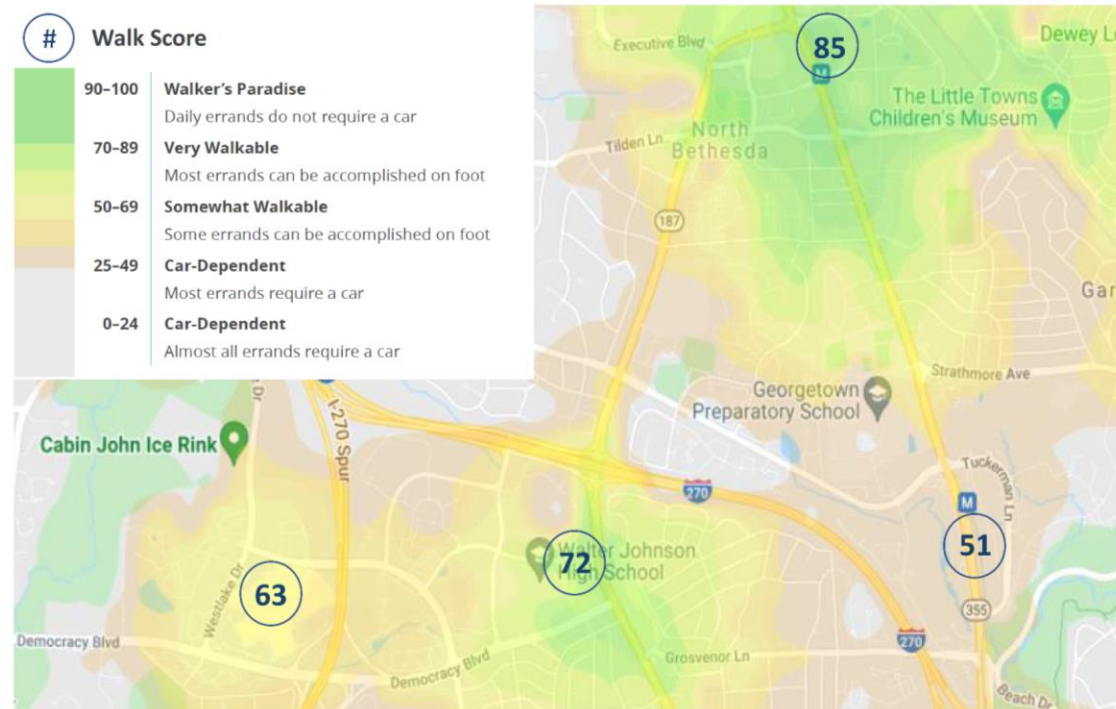 # Walk Score
90–100 Walker's Paradise
Daily errands do not require a car
70–89 Very Walkable
Most errands can be accomplished on foot
50–69 Somewhat Walkable
Some errands can be accomplished on foot
25–49 Car-Dependent
Most errands require a car
0–24 Car-Dependent
Almost all errands require a car
Executive Blvd
85
M
Dewey L
The Little Towns
Children's Museum
North
Bethesda
Tilden Ln
187
Gar
Strathmore Ave
Georgetown
Preparatory School
Dr
I-270 Spur
Cabin John Ice Rink
Tuckerman Ln
270
M
51
72
Walter Johnson
High School
63
Westlake Dr
355
Democracy Blvd
270
Grosvenor Ln
Democracy Blvd
Beach Dr